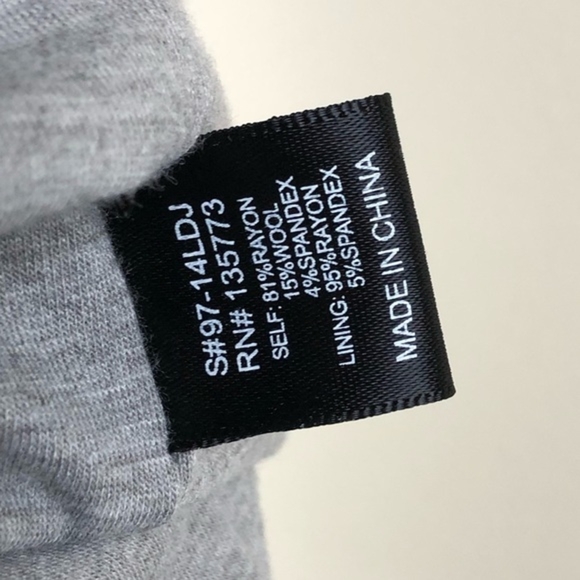 S#97-14LDJ
RN# 135773
SELF: 81%RAYON
15%WOOL
4%SPANDEX
LINING: 95%RAYON
5%SPANDEX
MADE IN CHINA